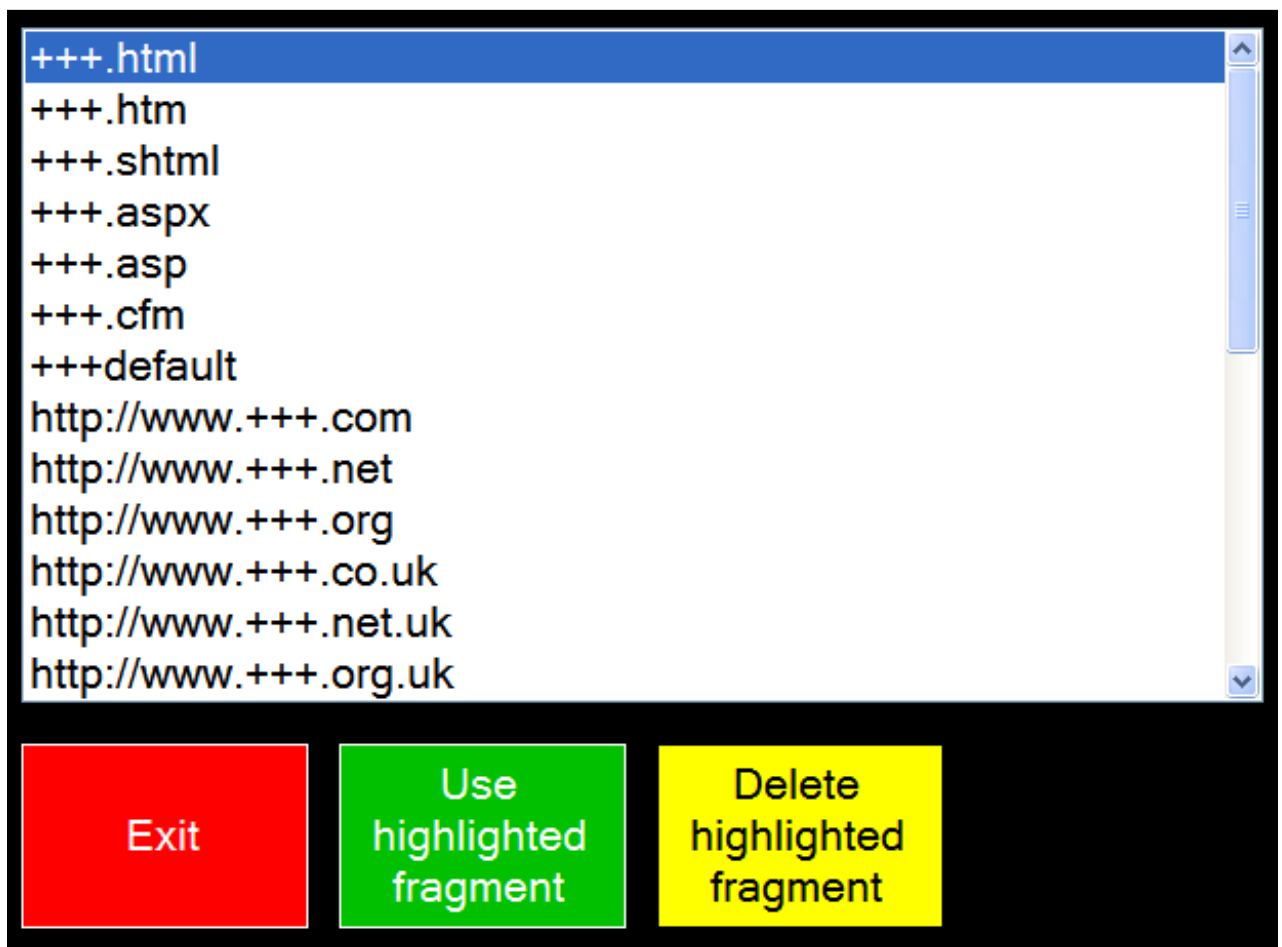 +++.html
+++.htm
+++.shtml
+++.aspx
+++.asp
+++.cfm
+++default
http://www.+++.com
http://www.+++.net
http://www.+++.org
http://www.+++.co.uk
http://www.+++.net.uk
http://www.+++.org.uk
Exit
Use
highlighted
fragment
Delete
highlighted
fragment